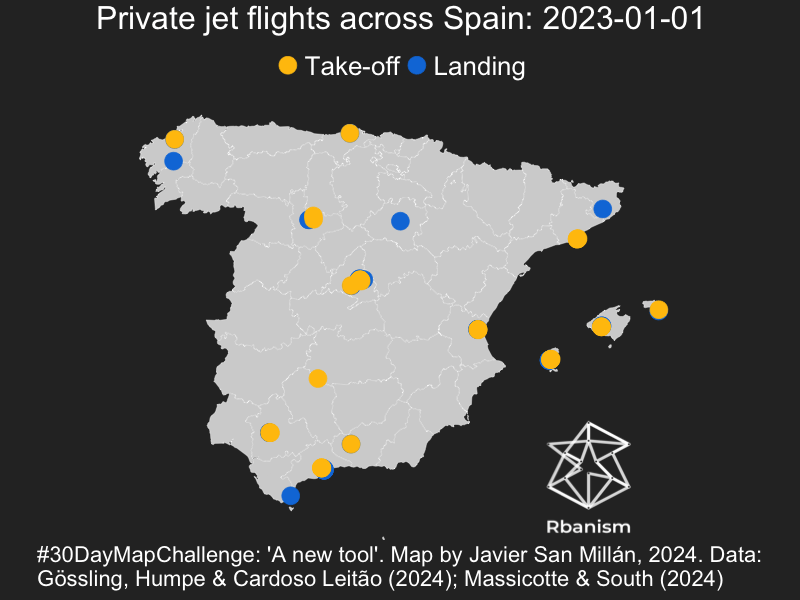 Private jet flights across Spain: 2023-01-01
Take-off Landing
Rbanism
#30DayMapChallenge: 'A new tool'. Map by Javier San Millán, 2024. Data:
Gössling, Humpe & Cardoso Leitão (2024); Massicotte & South (2024)